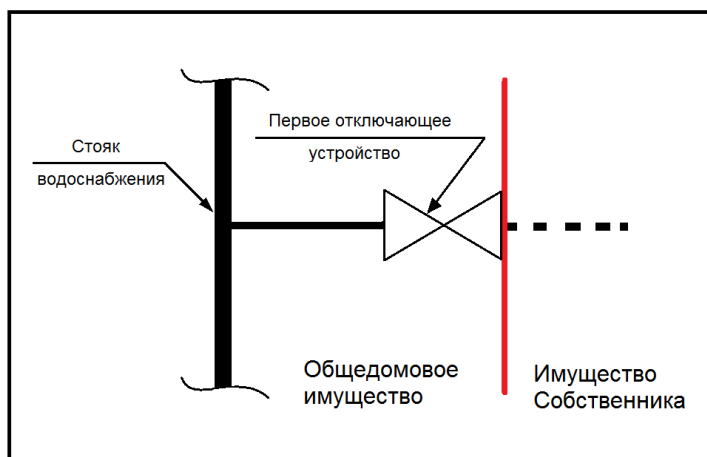 Стояк
водоснабжения
Первое отключающее
устройство
Общедомовое
имущество
Имущество
Собственника